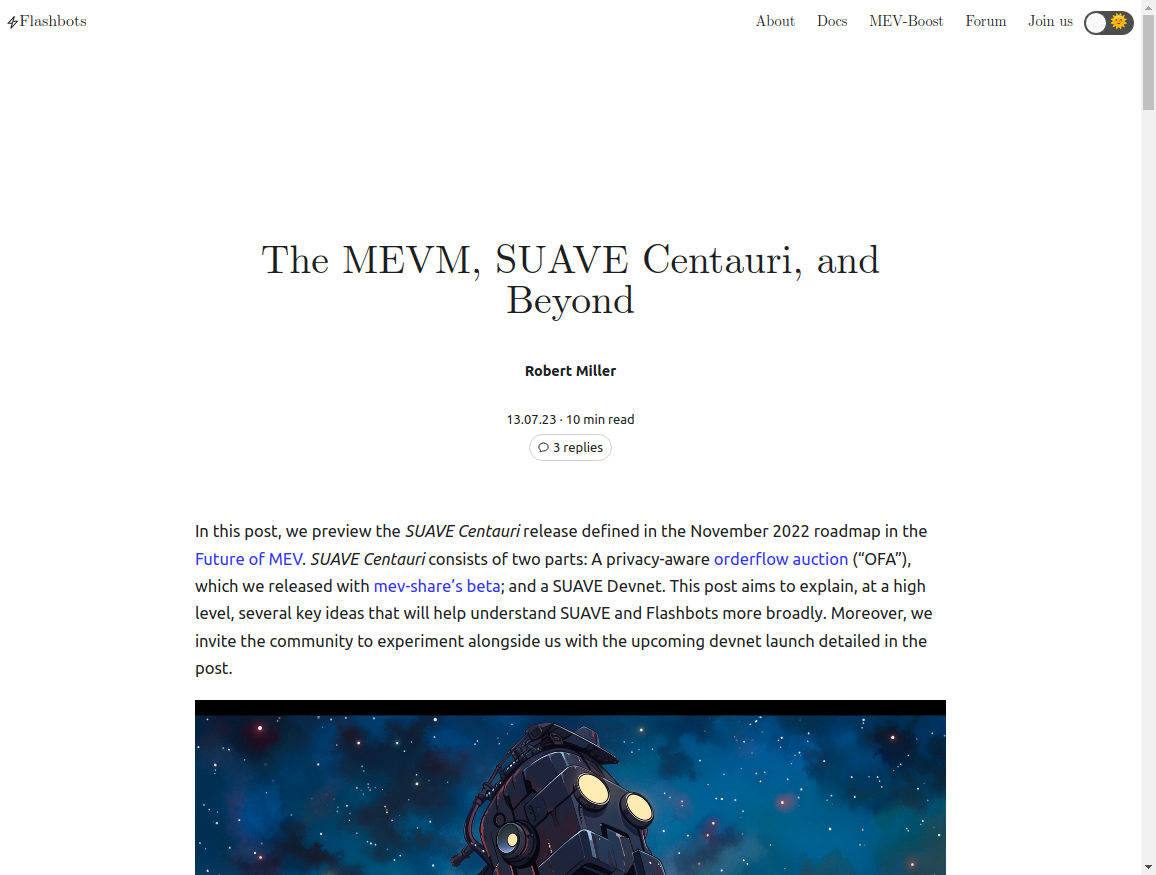 Flashbots
About Docs MEV-Boost Forum Join us
The MEVM, SUAVE Centauri, and
Beyond
Robert Miller
13.07.23 · 10 min read
3 replies
In this post, we preview the SUAVE Centauri release defined in the November 2022 roadmap in the
Future of MEV. SUAVE Centauri consists of two parts: A privacy-aware orderflow auction (“OFA”),
which we released with mev-share’s beta; and a SUAVE Devnet. This post aims to explain, at a high
level, several key ideas that will help understand SUAVE and Flashbots more broadly. Moreover, we
invite the community to experiment alongside us with the upcoming devnet launch detailed in the
post.